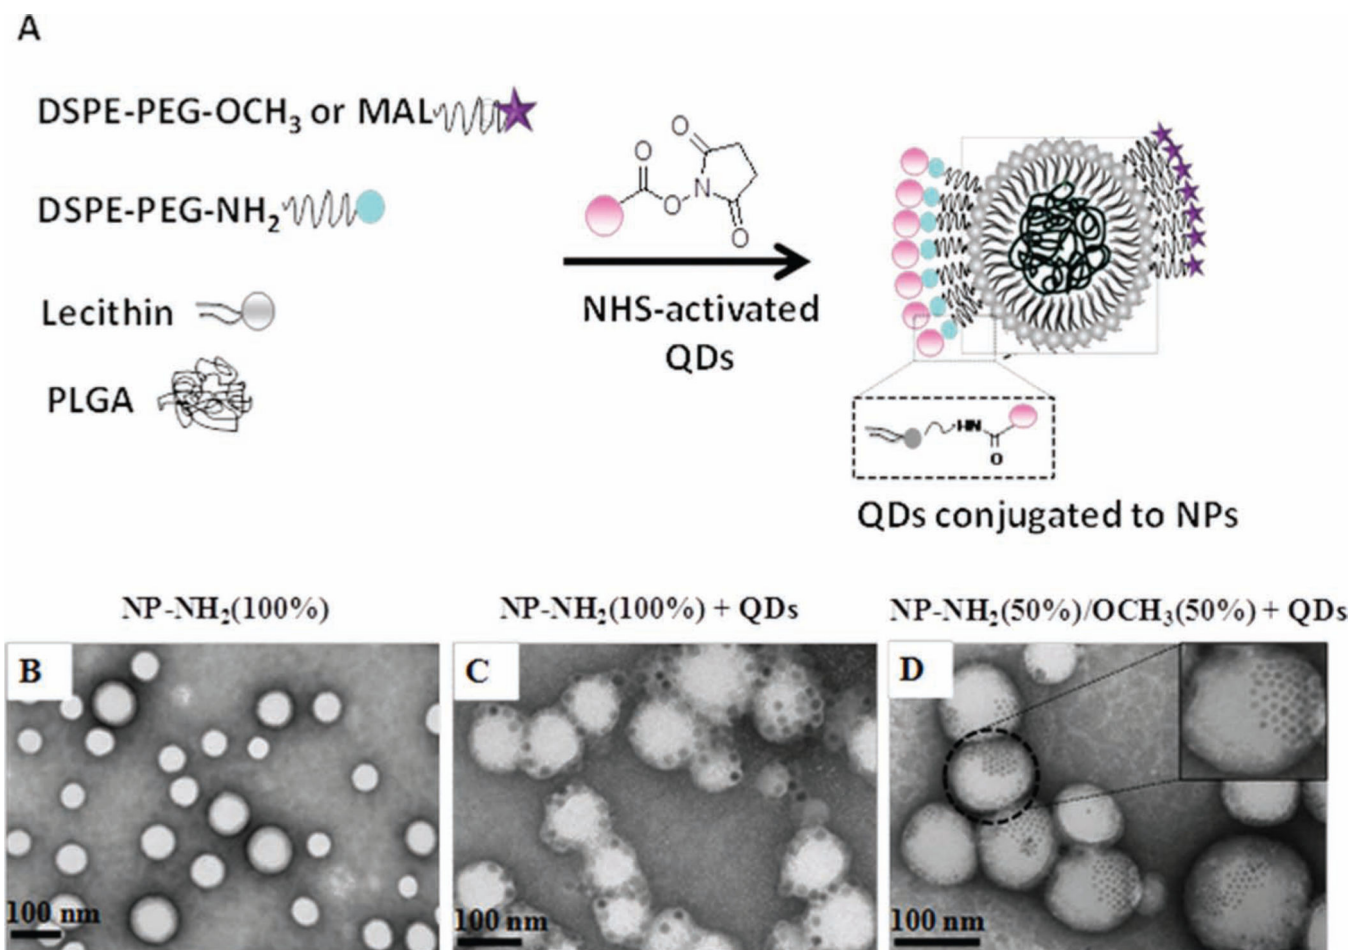 A
DSPE-PEG-OCH₃ or MAL
DSPE-PEG-NH₂
Lecithin
PLGA
O
O
O
N
O
NHS-activated
QDs
HN
O
QDs conjugated to NPs
NP-NH₂(100%)
NP-NH₂(100%) + QDs
NP-NH₂(50%)/OCH₃(50%) + QDs
B
C
D
100 nm
100 nm
100 nm